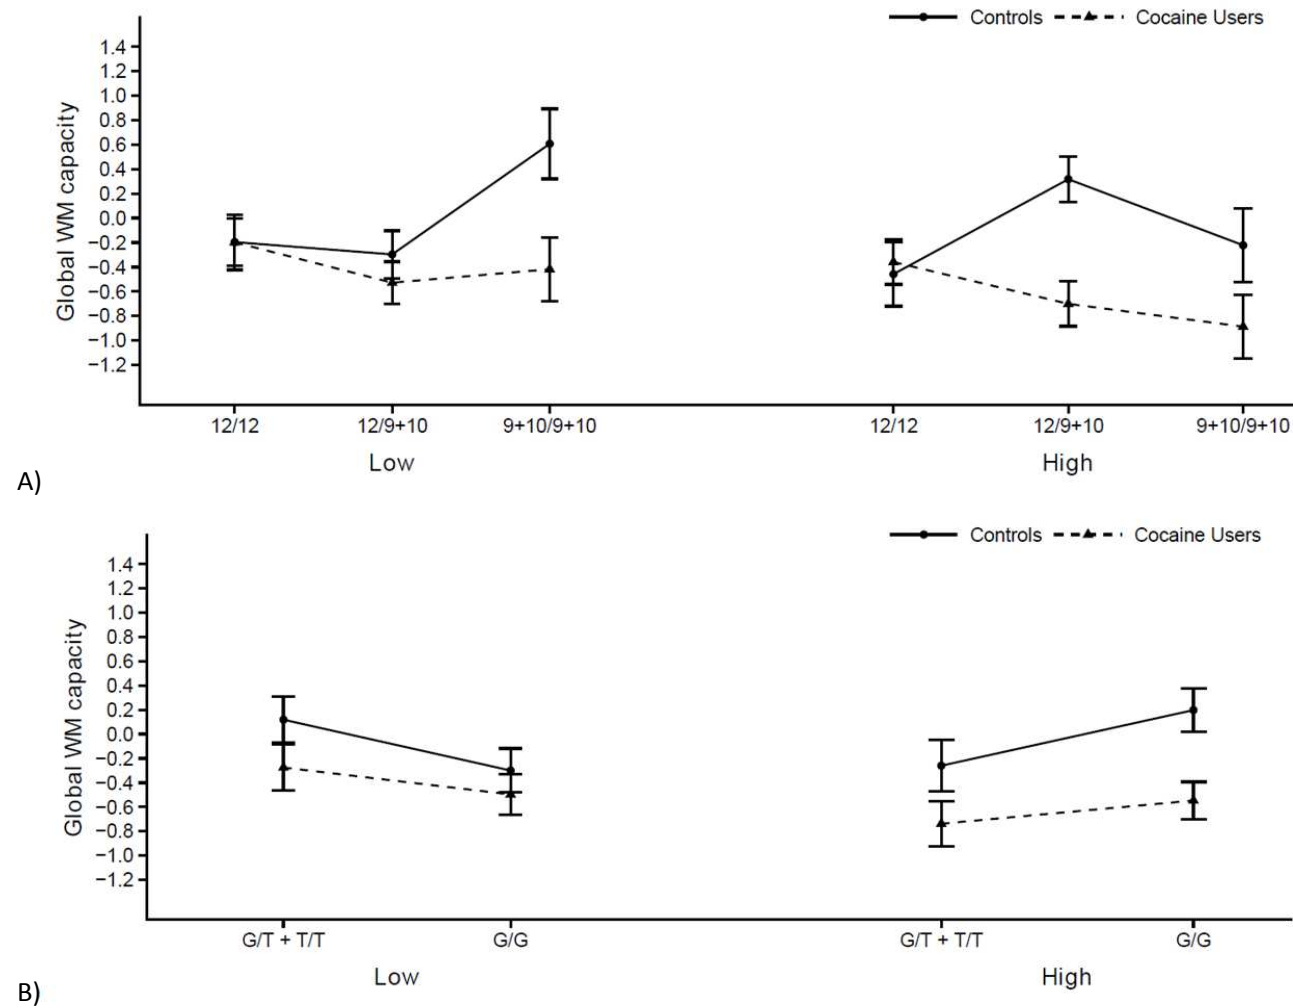 Controls Cocaine Users
Global WM capacity
1.4
1.2
1.0
0.8
0.6
0.4
0.2
0.0
−0.2
−0.4
−0.6
−0.8
−1.0
−1.2
12/12 12/9+10 9+10/9+10 12/12 12/9+10 9+10/9+10
Low High
A)
Controls Cocaine Users
Global WM capacity
1.4
1.2
1.0
0.8
0.6
0.4
0.2
0.0
−0.2
−0.4
−0.6
−0.8
−1.0
−1.2
G/T + T/T G/G G/T + T/T G/G
Low High
B)